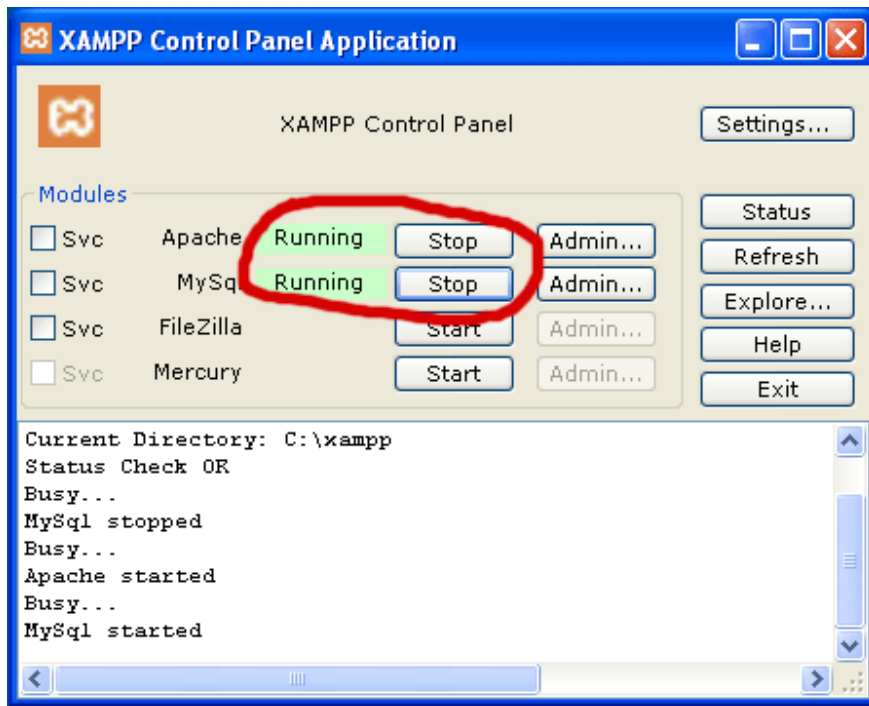 XAMPP Control Panel Application
XAMPP Control Panel
Settings...
Modules
Svc Apache Running Stop Admin...
Svc MySql Running Stop Admin...
Svc FileZilla Start Admin...
Svc Mercury Start Admin...
Status
Refresh
Explore...
Help
Exit
Current Directory: C:\xampp
Status Check OK
Busy...
MySql stopped
Busy...
Apache started
Busy...
MySql started